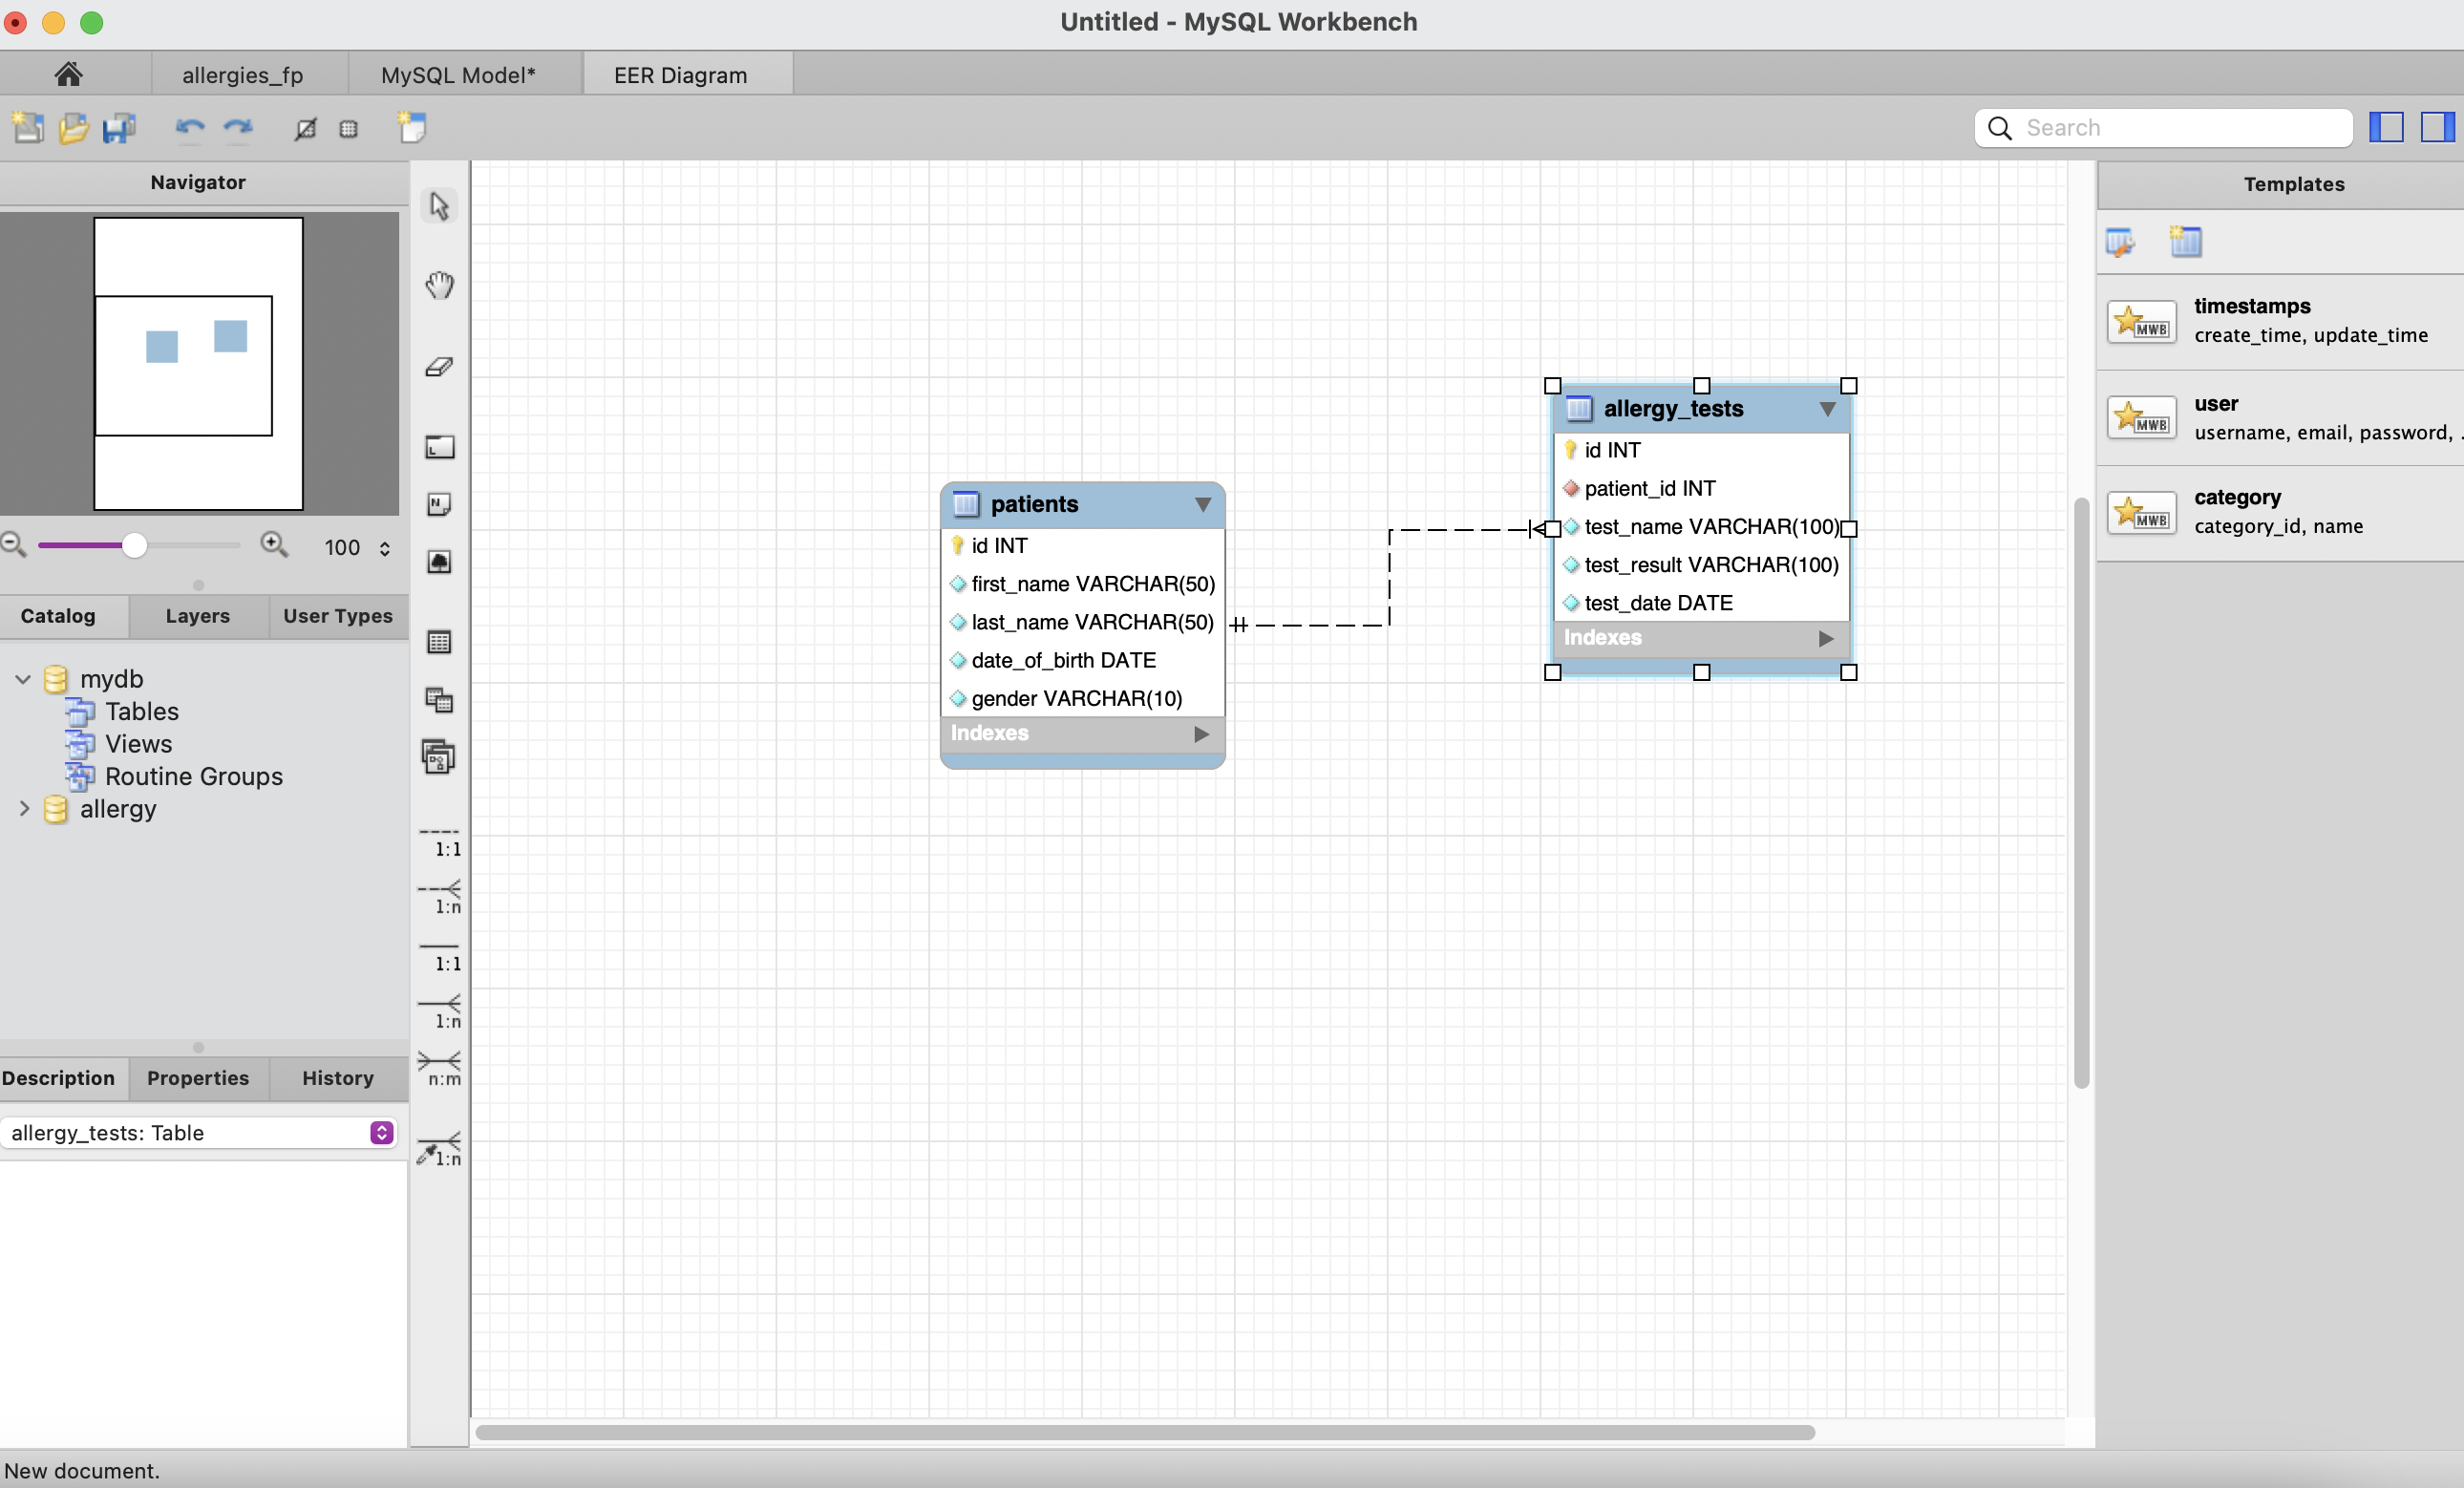 Untitled - MySQL Workbench
allergies_fp
MySQL Model*
EER Diagram
Search
Navigator
100
Catalog
Layers
User Types
mydb
Tables
Views
Routine Groups
allergy
Description
Properties
History
allergy_tests: Table
1:1
1:n
1:1
1:n
n:m
1:n
patients
id INT
first_name VARCHAR(50)
last_name VARCHAR(50)
date_of_birth DATE
gender VARCHAR(10)
Indexes
allergy_tests
id INT
patient_id INT
test_name VARCHAR(100)
test_result VARCHAR(100)
test_date DATE
Indexes
Templates
MWB
timestamps
create_time, update_time
MWB
user
username, email, password, .
MWB
category
category_id, name
New document.